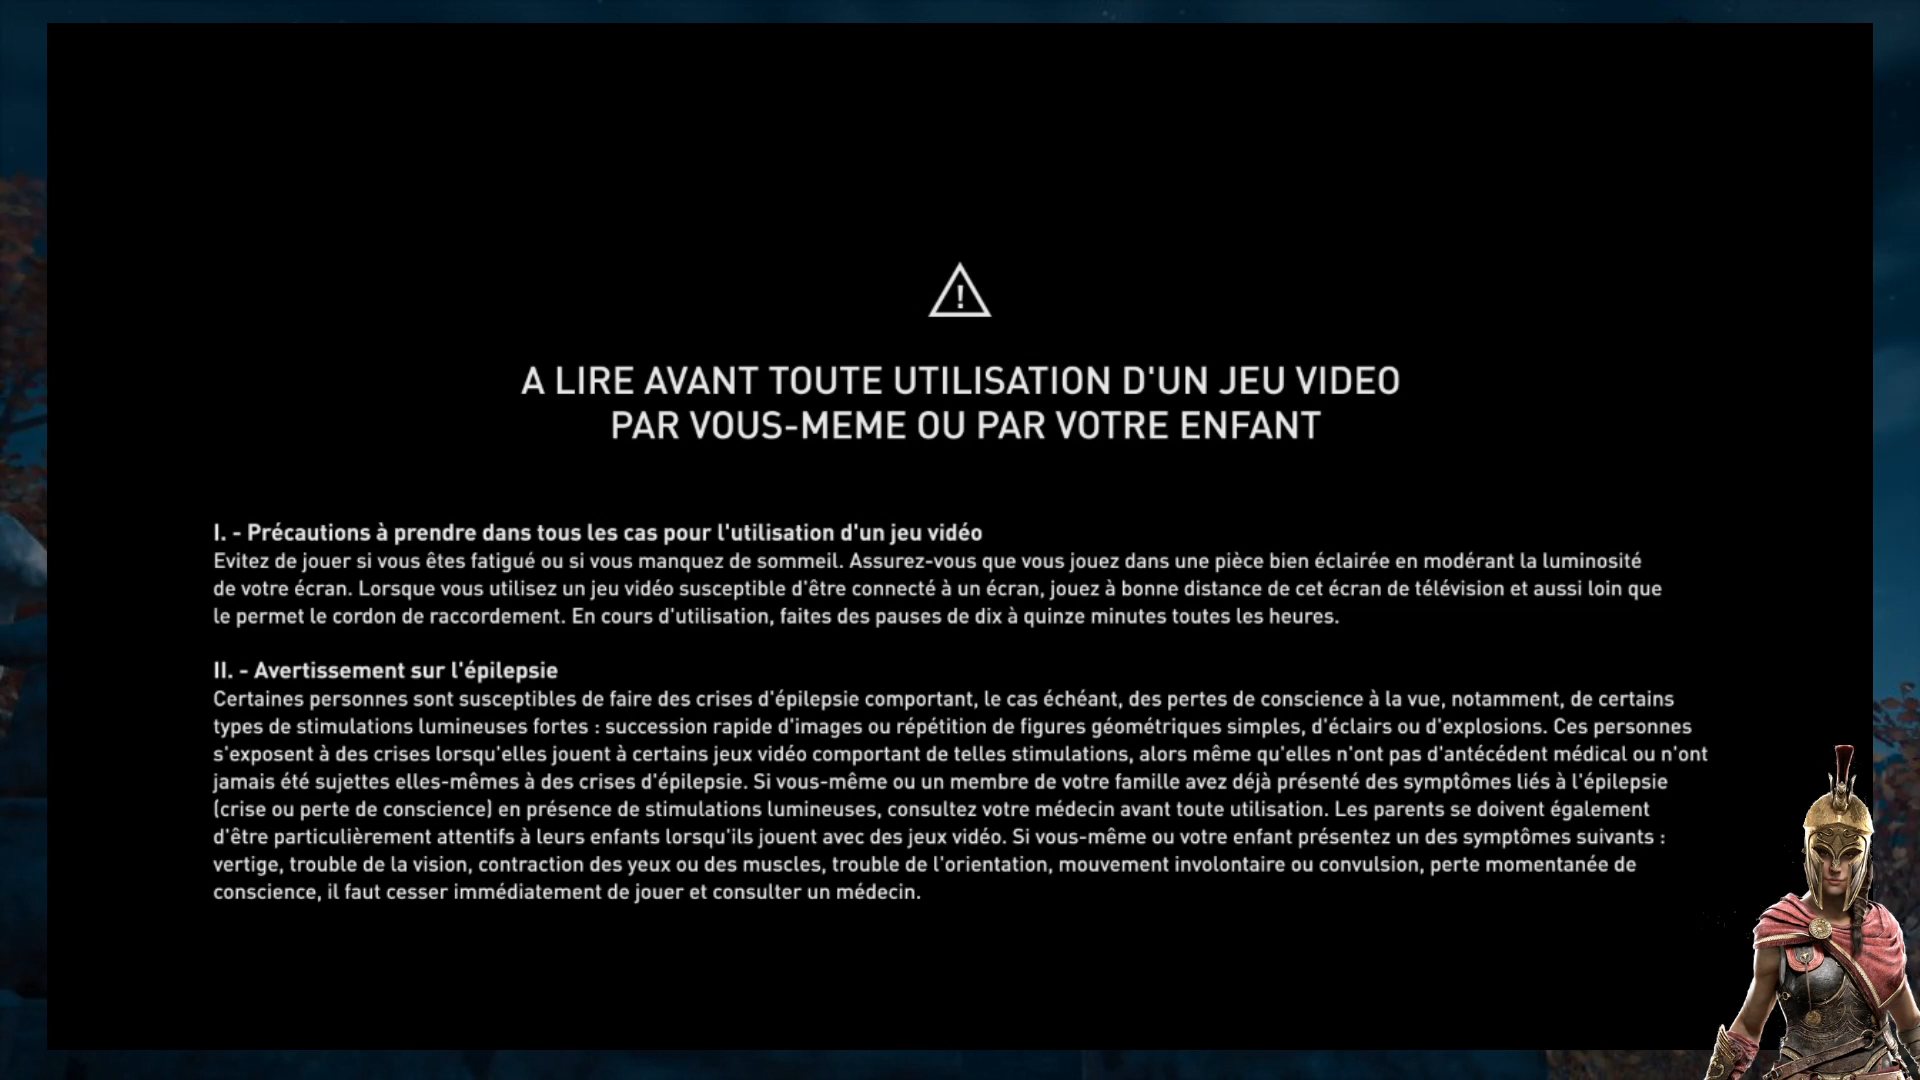 !
A LIRE AVANT TOUTE UTILISATION D'UN JEU VIDEO
PAR VOUS-MEME OU PAR VOTRE ENFANT
I. - Précautions à prendre dans tous les cas pour l'utilisation d'un jeu vidéo
Evitez de jouer si vous êtes fatigué ou si vous manquez de sommeil. Assurez-vous que vous jouez dans une pièce bien éclairée en modérant la luminosité
de votre écran. Lorsque vous utilisez un jeu vidéo susceptible d'être connecté à un écran, jouez à bonne distance de cet écran de télévision et aussi loin que
le permet le cordon de raccordement. En cours d'utilisation, faites des pauses de dix à quinze minutes toutes les heures.
II. - Avertissement sur l'épilepsie
Certaines personnes sont susceptibles de faire des crises d'épilepsie comportant, le cas échéant, des pertes de conscience à la vue, notamment, de certains
types de stimulations lumineuses fortes : succession rapide d'images ou répétition de figures géométriques simples, d'éclairs ou d'explosions. Ces personnes
s'exposent à des crises lorsqu'elles jouent à certains jeux vidéo comportant de telles stimulations, alors même qu'elles n'ont pas d'antécédent médical ou n'ont
jamais été sujettes elles-mêmes à des crises d'épilepsie. Si vous-même ou un membre de votre famille avez déjà présenté des symptômes liés à l'épilepsie
(crise ou perte de conscience) en présence de stimulations lumineuses, consultez votre médecin avant toute utilisation. Les parents se doivent également
d'être particulièrement attentifs à leurs enfants lorsqu'ils jouent avec des jeux vidéo. Si vous-même ou votre enfant présentez un des symptômes suivants :
vertige, trouble de la vision, contraction des yeux ou des muscles, trouble de l'orientation, mouvement involontaire ou convulsion, perte momentanée de
conscience, il faut cesser immédiatement de jouer et consulter un médecin.